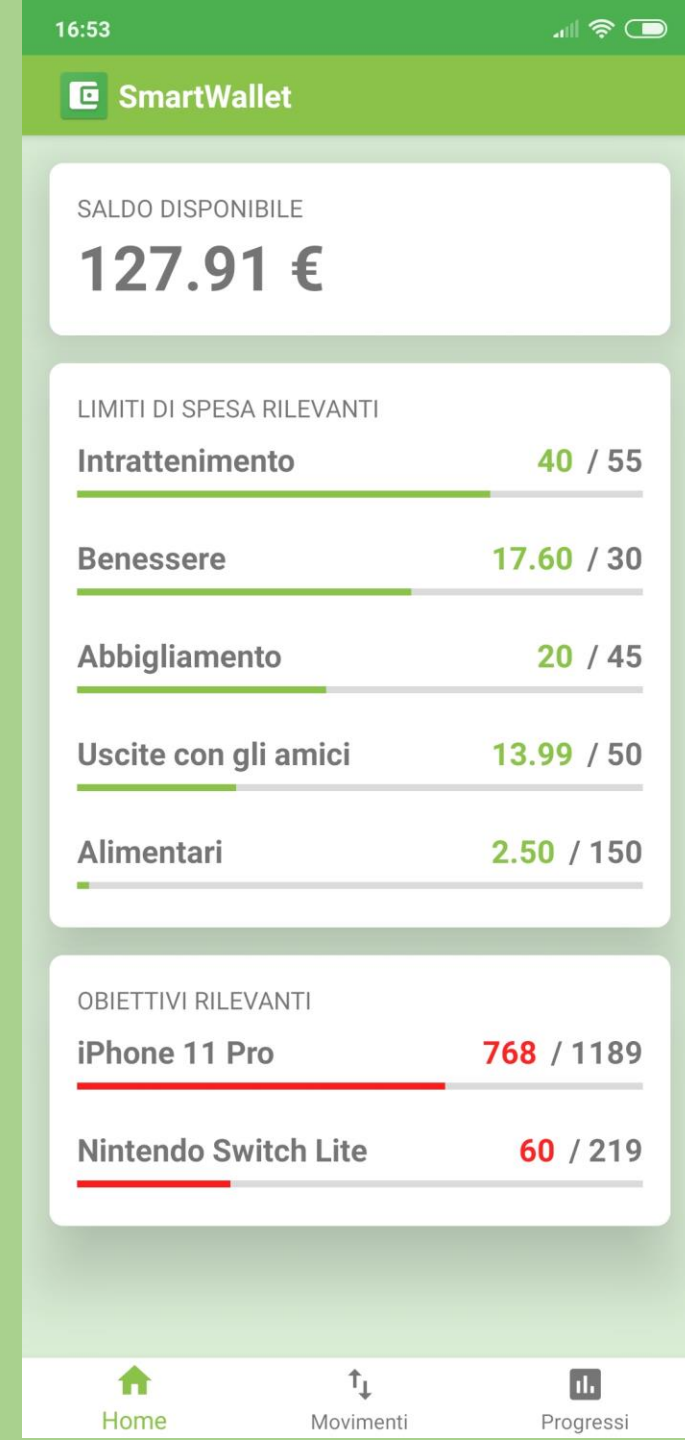 16:53
SmartWallet
SALDO DISPONIBILE
127.91 €
LIMITI DI SPESA RILEVANTI
Intrattenimento 40 / 55
Benessere 17.60 / 30
Abbigliamento 20 / 45
Uscite con gli amici 13.99 / 50
Alimentari 2.50 / 150
OBIETTIVI RILEVANTI
iPhone 11 Pro 768 / 1189
Nintendo Switch Lite 60 / 219
Home Movimenti Progressi